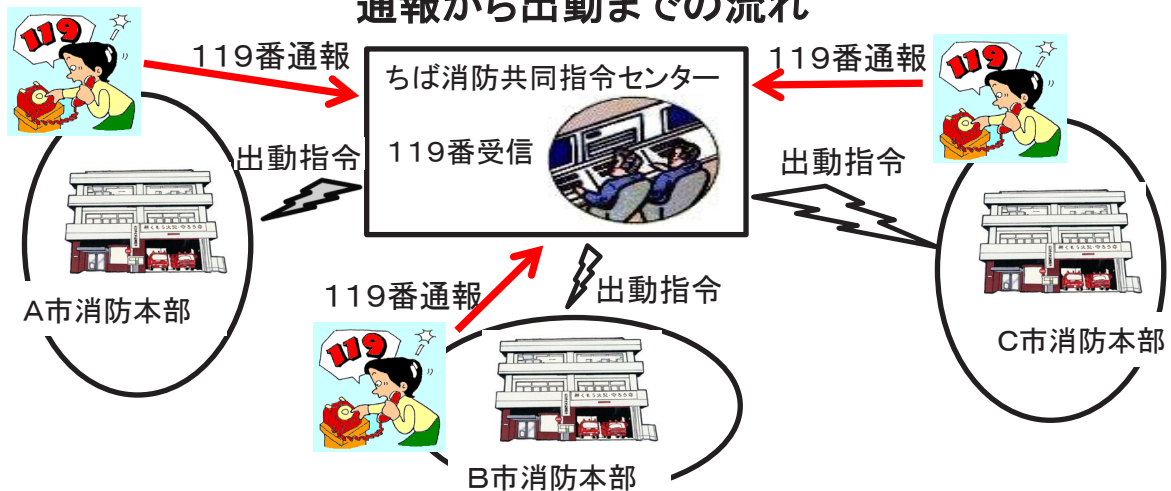 通報から出動までの流れ
119
119番通報
119番通報
119
ちば消防共同指令センター
119番受信
出動指令
出動指令
A市消防本部
119番通報
出動指令
119
C市消防本部
B市消防本部